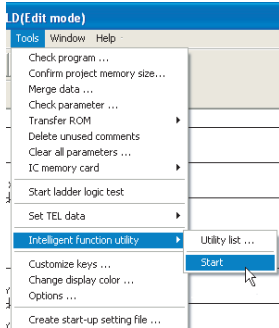 LD(Edit mode)
Tools Window Help
Check program ...
Confirm project memory size...
Merge data ...
Check parameter ...
Transfer ROM
Delete unused comments
Clear all parameters ...
IC memory card
Start ladder logic test
Set TEL data
Intelligent function utility
Utility list ...
Start
Customize keys ...
Change display color ...
Options ...
Create start-up setting file ...